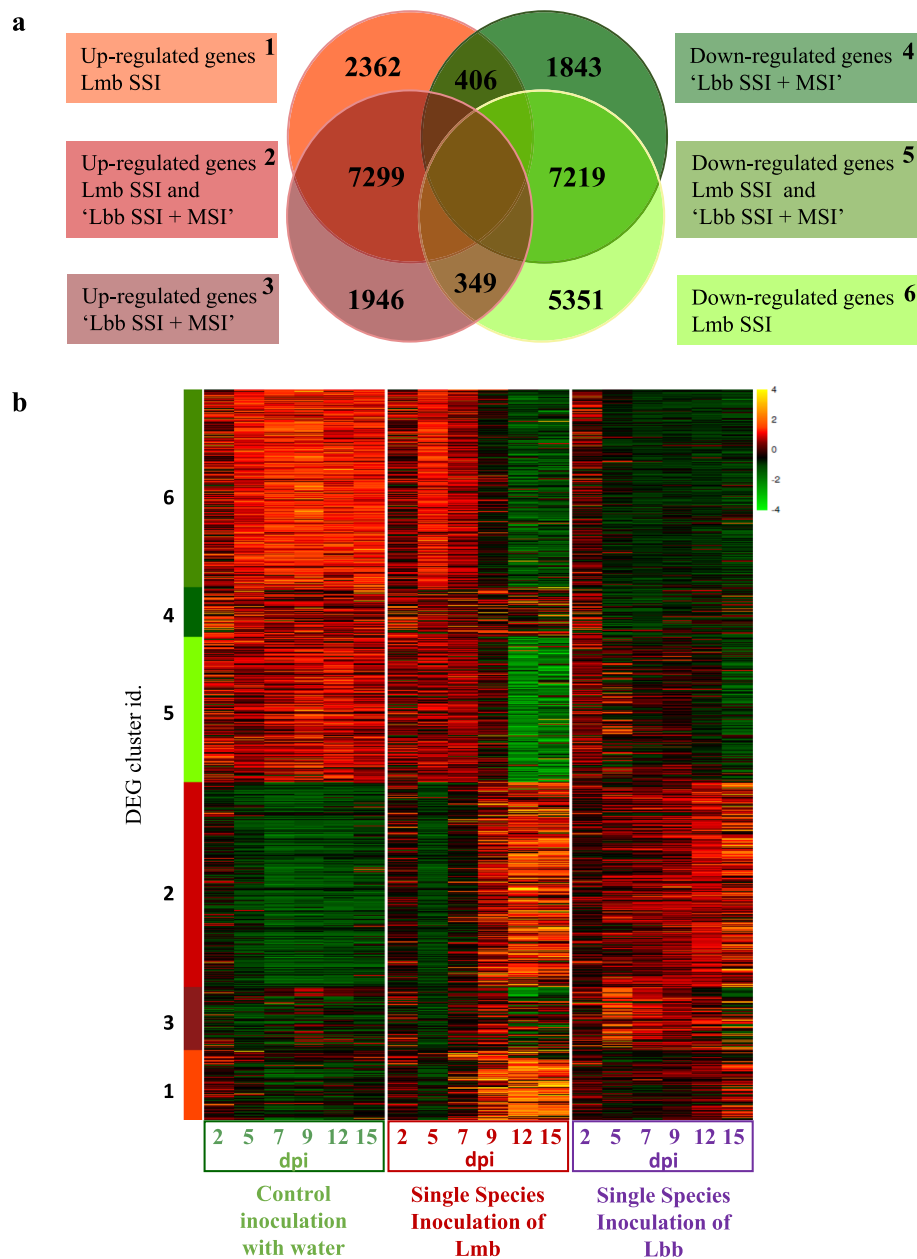 a
Up-regulated genes 1
Lmb SSI
Up-regulated genes 2
Lmb SSI and
‘Lbb SSI + MSI’
Up-regulated genes 3
‘Lbb SSI + MSI’
2362
406
1843
7299
7219
1946
349
5351
Down-regulated genes 4
‘Lbb SSI + MSI’
Down-regulated genes 5
Lmb SSI and
‘Lbb SSI + MSI’
Down-regulated genes 6
Lmb SSI
b
4
2
0
-2
-4
DEG cluster id.
6
4
5
2
3
1
2 5 7 9 12 15
dpi
2 5 7 9 12 15
dpi
2 5 7 9 12 15
dpi
Control
inoculation
with water
Single Species
Inoculation of
Lmb
Single Species
Inoculation of
Lbb